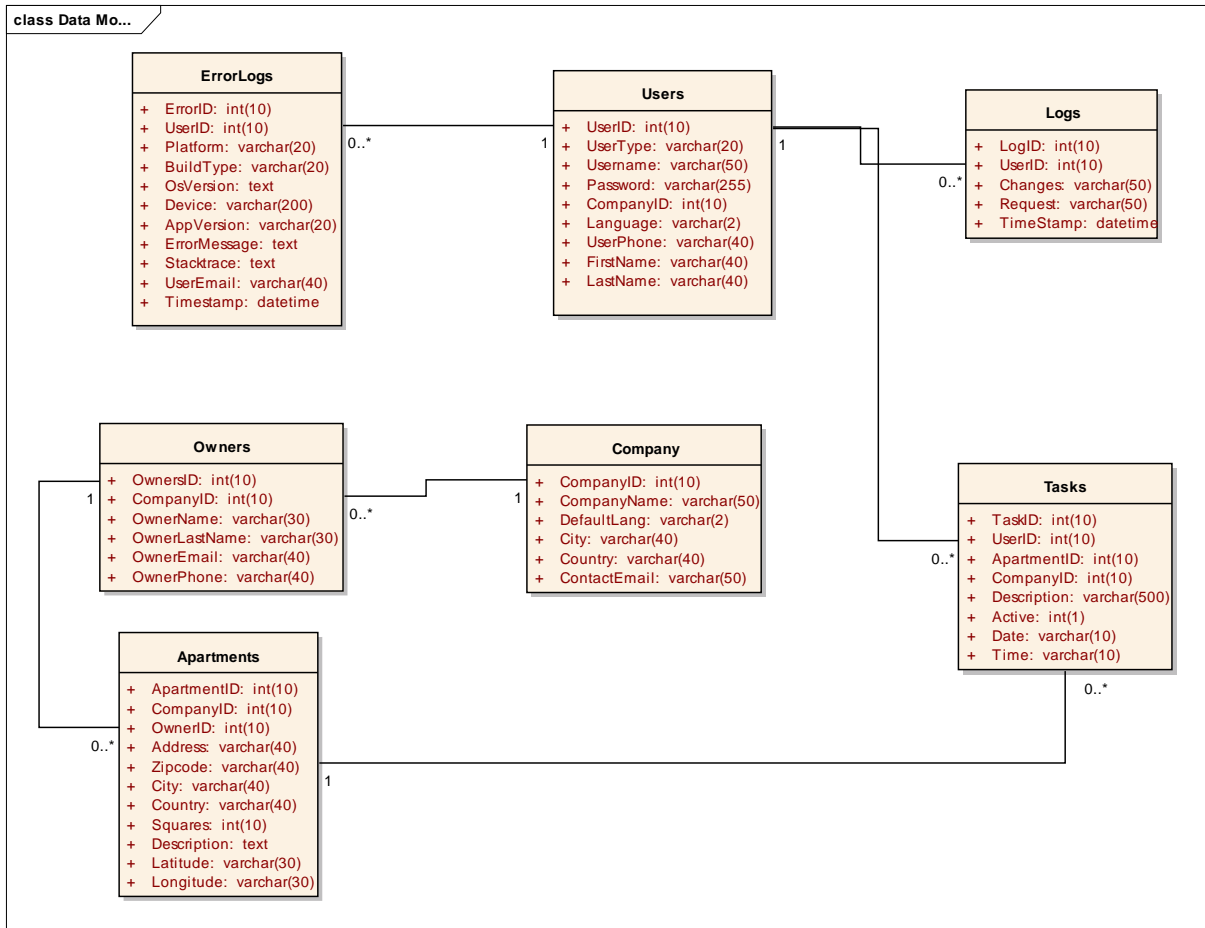 class Data Mo...
ErrorLogs
+ ErrorID: int(10)
+ UserID: int(10)
+ Platform: varchar(20)
+ BuildType: varchar(20)
+ OsVersion: text
+ Device: varchar(200)
+ AppVersion: varchar(20)
+ ErrorMessage: text
+ Stacktrace: text
+ UserEmail: varchar(40)
+ Timestamp: datetime
0..*
1
Users
+ UserID: int(10)
+ UserType: varchar(20)
+ Username: varchar(50)
+ Password: varchar(255)
+ CompanyID: int(10)
+ Language: varchar(2)
+ UserPhone: varchar(40)
+ FirstName: varchar(40)
+ LastName: varchar(40)
1
0..*
Logs
+ LogID: int(10)
+ UserID: int(10)
+ Changes: varchar(50)
+ Request: varchar(50)
+ TimeStamp: datetime
Owners
+ OwnersID: int(10)
+ CompanyID: int(10)
+ OwnerName: varchar(30)
+ OwnerLastName: varchar(30)
+ OwnerEmail: varchar(40)
+ OwnerPhone: varchar(40)
1
0..*
1
Company
+ CompanyID: int(10)
+ CompanyName: varchar(50)
+ DefaultLang: varchar(2)
+ City: varchar(40)
+ Country: varchar(40)
+ ContactEmail: varchar(50)
0..*
Tasks
+ TaskID: int(10)
+ UserID: int(10)
+ ApartmentID: int(10)
+ CompanyID: int(10)
+ Description: varchar(500)
+ Active: int(1)
+ Date: varchar(10)
+ Time: varchar(10)
0..*
Apartments
+ ApartmentID: int(10)
+ CompanyID: int(10)
+ OwnerID: int(10)
+ Address: varchar(40)
+ Zipcode: varchar(40)
+ City: varchar(40)
+ Country: varchar(40)
+ Squares: int(10)
+ Description: text
+ Latitude: varchar(30)
+ Longitude: varchar(30)
0..*
1